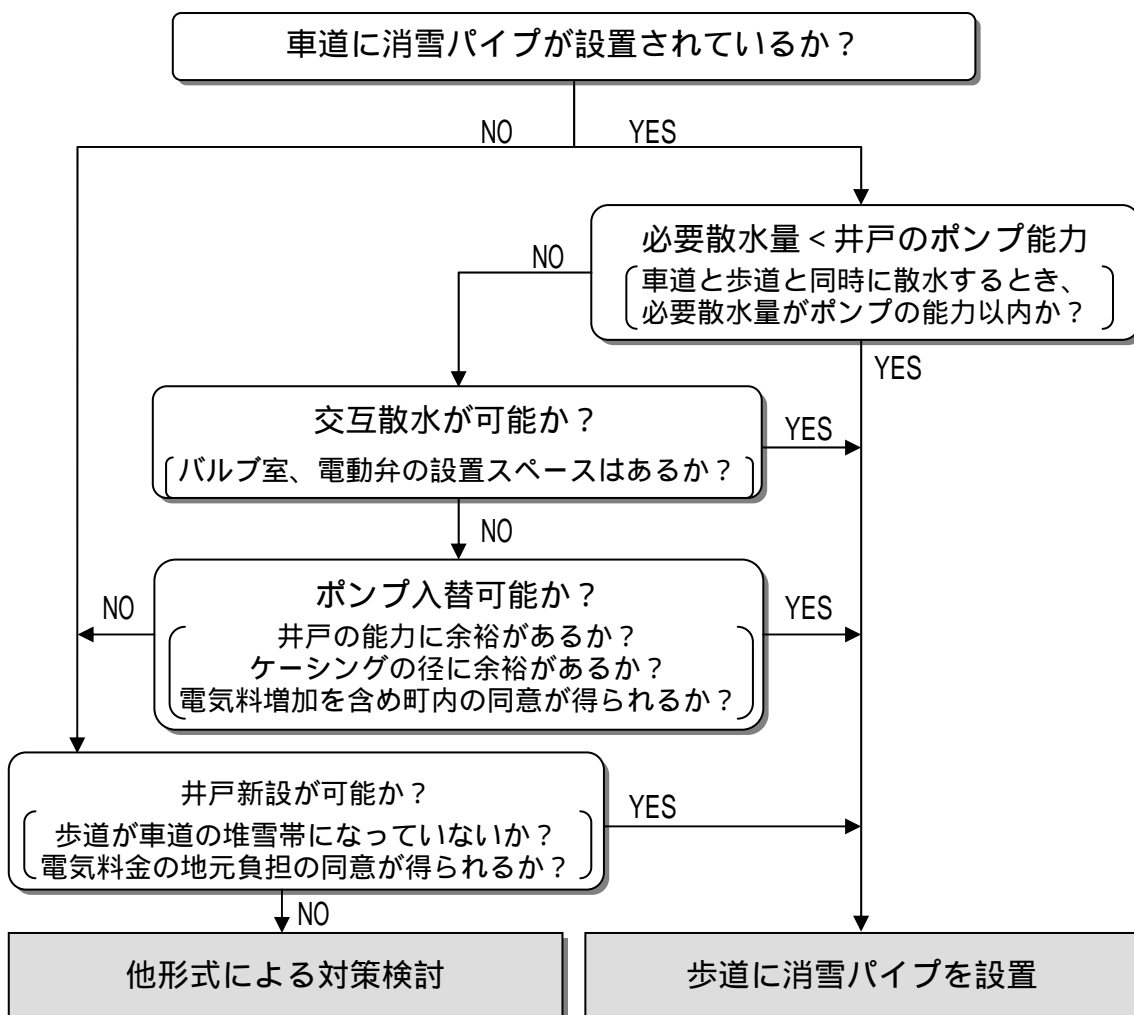 車道に消雪パイプが設置されているか？
NO
YES
必要散水量＜井戸のポンプ能力
車道と歩道と同時に散水するとき、
必要散水量がポンプの能力以内か？
NO
YES
交互散水が可能か？
バルブ室、電動弁の設置スペースはあるか？
YES
NO
ポンプ入替可能か？
井戸の能力に余裕があるか？
ケーシングの径に余裕があるか？
電気料増加を含め町内の同意が得られるか？
NO
YES
井戸新設が可能か？
歩道が車道の堆雪帯になっていないか？
電気料金の地元負担の同意が得られるか？
YES
NO
他形式による対策検討
歩道に消雪パイプを設置